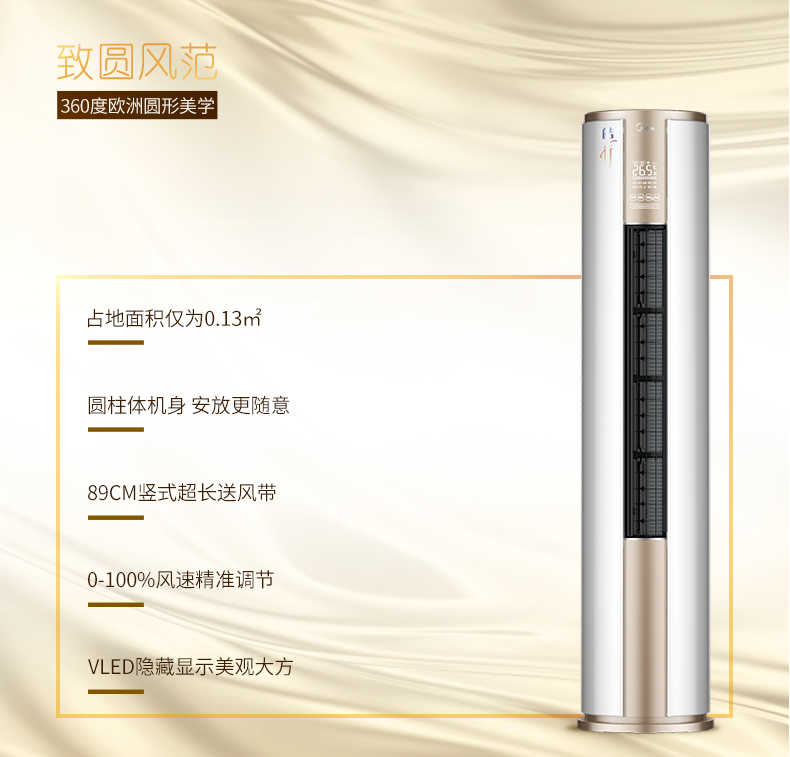 致圆风范
360度欧洲圆形美学
26.5
占地面积仅为0.13㎡
圆柱体机身 安放更随意
89CM竖式超长送风带
0-100%风速精准调节
VLED隐藏显示美观大方